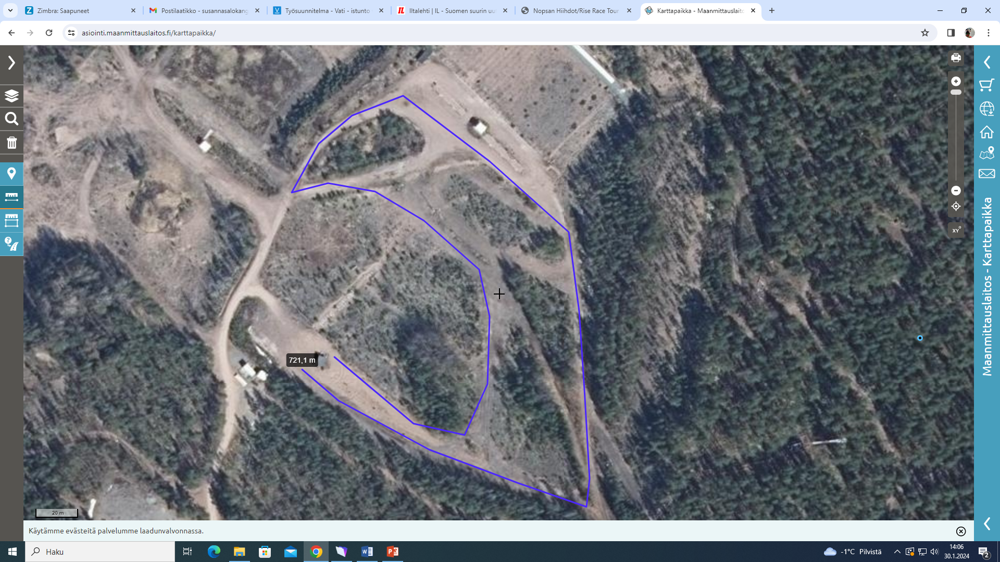 Zimbra: Saapuneet
Postilaatikko - susannasalokang
Työsuunnitelma - Vati - istunto
Iltalehti | IL - Suomen suurin uu
Nopsan Hiihdot/Rise Race Tour
Karttapaikka - Maanmittauslaito
asiointi.maanmittauslaitos.fi/karttapaikka/
XY°
Maanmittauslaitos - Karttapaikka
721,1 m
20 m
Käytämme evästeitä palvelumme laadunvalvonnassa.
Haku
-1°C Pilvistä
14:06
30.1.2024
2